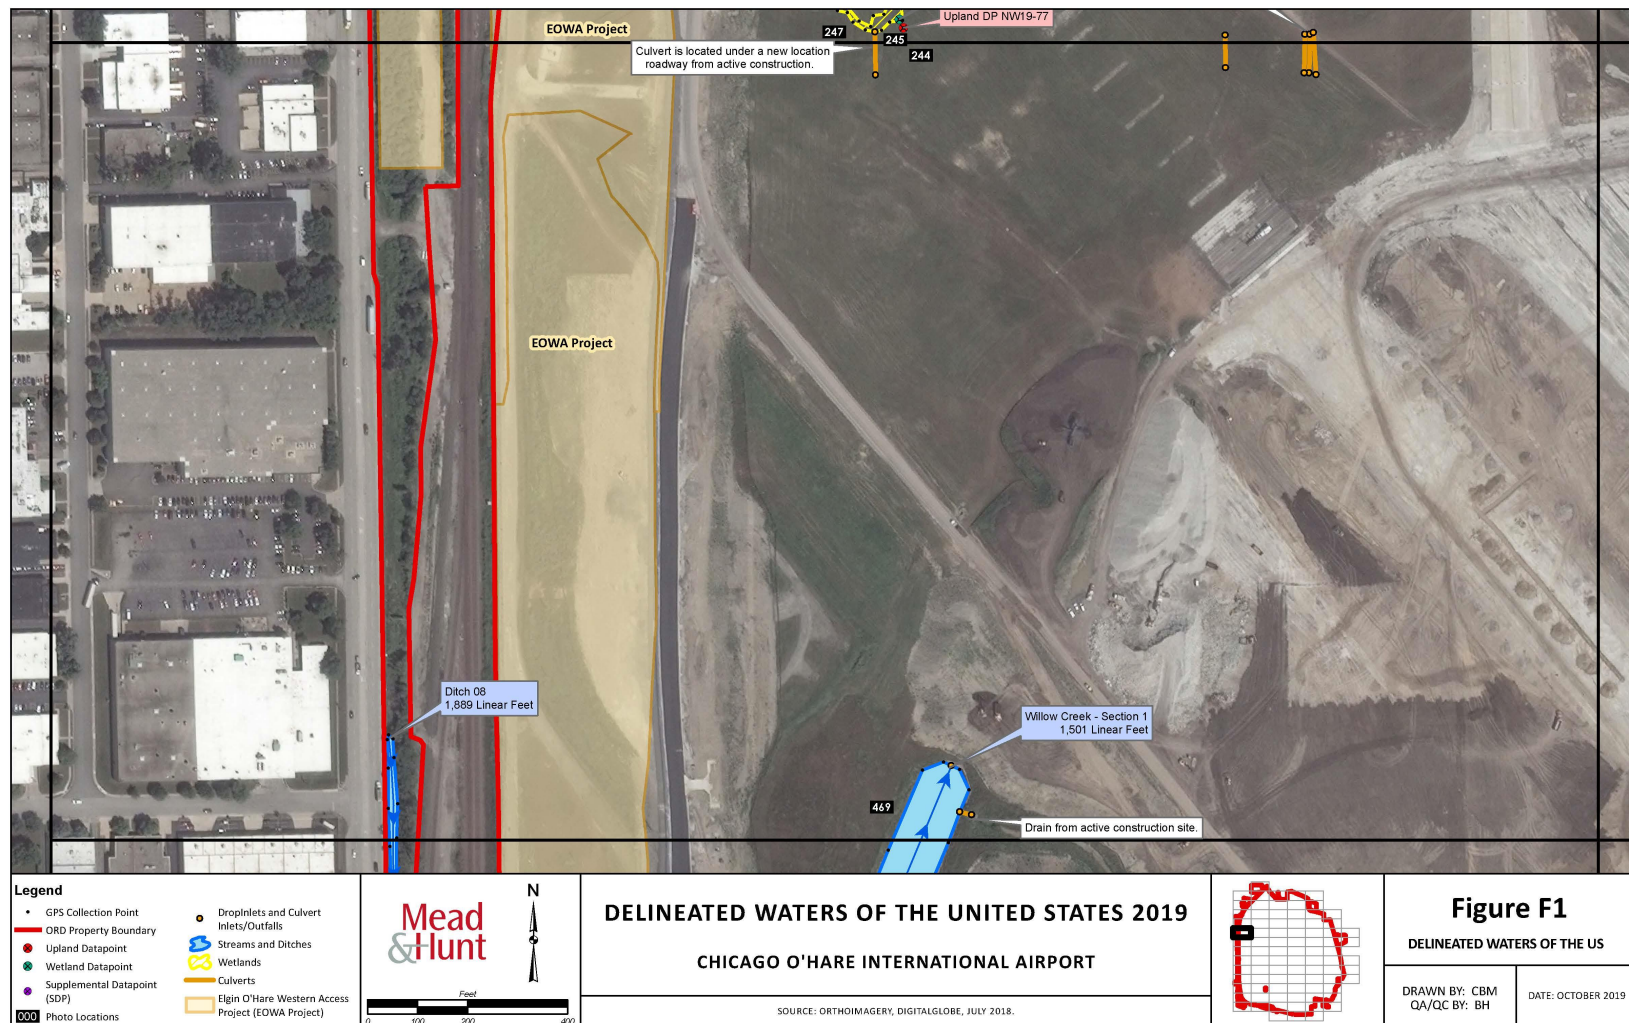 EOWA Project
247
245
244
Upland DP NW19-77
Culvert is located under a new location
roadway from active construction.
EOWA Project
Ditch 08
1,889 Linear Feet
Willow Creek - Section 1
1,501 Linear Feet
469
Drain from active construction site.
Legend
GPS Collection Point
ORD Property Boundary
Upland Datapoint
Wetland Datapoint
Supplemental Datapoint
(SDP)
000 Photo Locations
DropInlets and Culvert
Inlets/Outfalls
Streams and Ditches
Wetlands
Culverts
Elgin O'Hare Western Access
Project (EOWA Project)
Mead
&Hunt
N
Feet
0 100 200 400
DELINEATED WATERS OF THE UNITED STATES 2019
CHICAGO O'HARE INTERNATIONAL AIRPORT
SOURCE: ORTHOIMAGERY, DIGITALGLOBE, JULY 2018.
Figure F1
DELINEATED WATERS OF THE US
DRAWN BY: CBM
QA/QC BY: BH
DATE: OCTOBER 2019